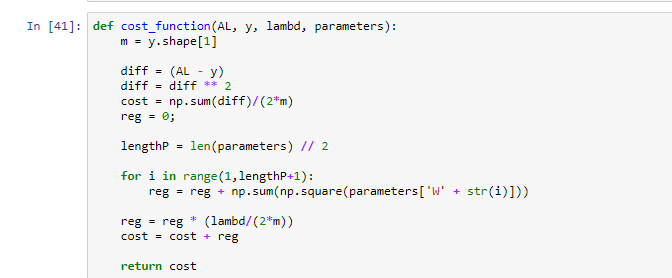 In [41]: def cost_function(AL, y, lambd, parameters):
m = y.shape[1]
diff = (AL - y)
diff = diff ** 2
cost = np.sum(diff)/(2*m)
reg = 0;
lengthP = len(parameters) // 2
for i in range(1,lengthP+1):
reg = reg + np.sum(np.square(parameters['W' + str(i)]))
reg = reg * (lambd/(2*m))
cost = cost + reg
return cost